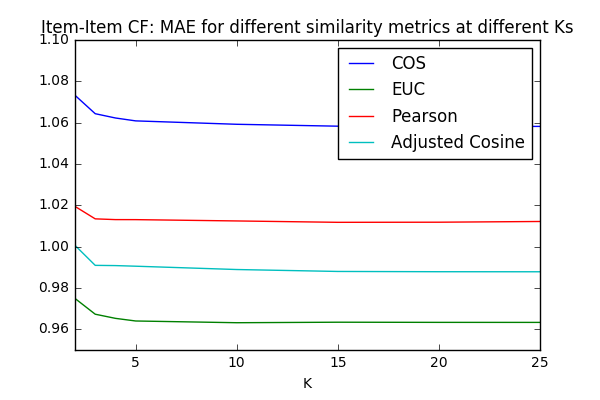 Item-Item CF: MAE for different similarity metrics at different Ks
1.10
1.08
1.06
1.04
1.02
1.00
0.98
0.96
COS
EUC
Pearson
Adjusted Cosine
5
10
15
20
25
K